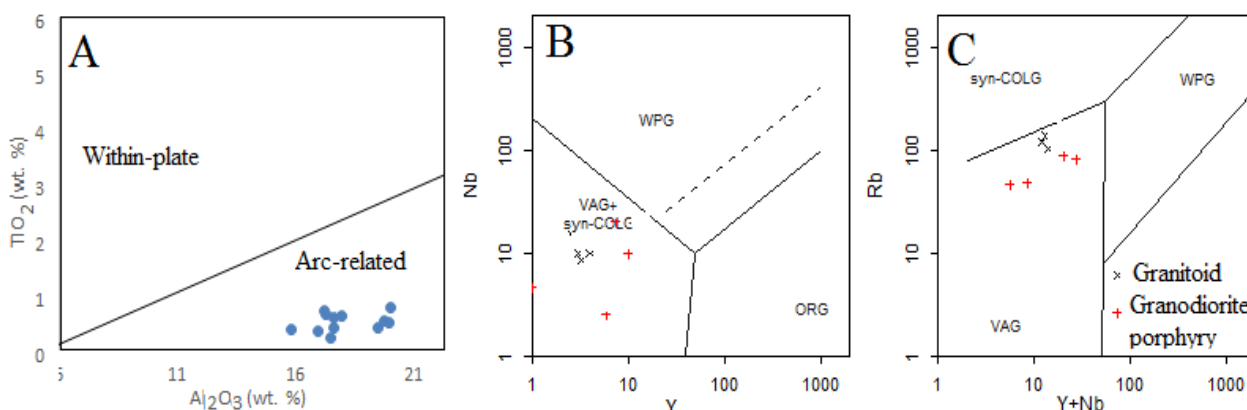 A
6
5
4
3
2
1
0
TiO2 (wt. %)
Within-plate
Arc-related
5
11
16
21
Al2O3 (wt. %)
B
1000
100
10
1
Nb
WPG
VAG+
syn-COLG
ORG
1
10
100
1000
Y
C
1000
100
10
1
Rb
syn-COLG
WPG
VAG
Granitoid
Granodiorite
porphyry
1
10
100
1000
Y+Nb